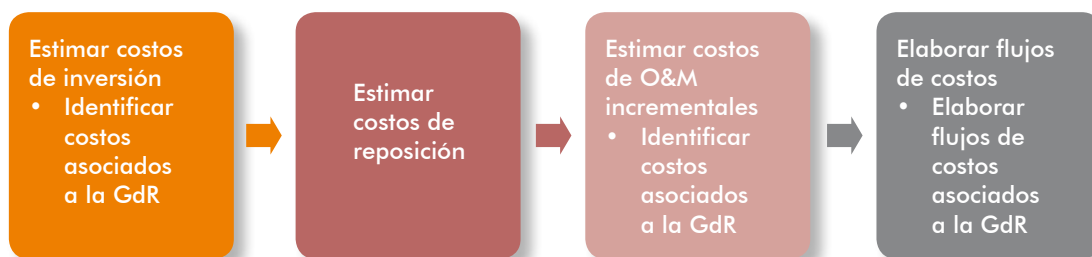 Estimar costos
de inversión
• Identificar
costos
asociados
a la GdR
Estimar
costos de
reposición
Estimar costos
de O&M
incrementales
• Identificar
costos
asociados
a la GdR
Elaborar flujos
de costos
• Elaborar
flujos de
costos
asociados
a la GdR